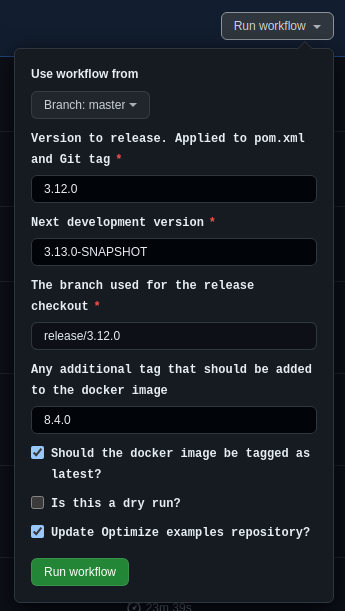 Run workflow
Use workflow from
Branch: master
Version to release. Applied to pom.xml
and Git tag *
3.12.0
Next development version *
3.13.0-SNAPSHOT
The branch used for the release
checkout *
release/3.12.0
Any additional tag that should be added
to the docker image
8.4.0
Should the docker image be tagged as
latest?
Is this a dry run?
Update Optimize examples repository?
Run workflow
23m 39s